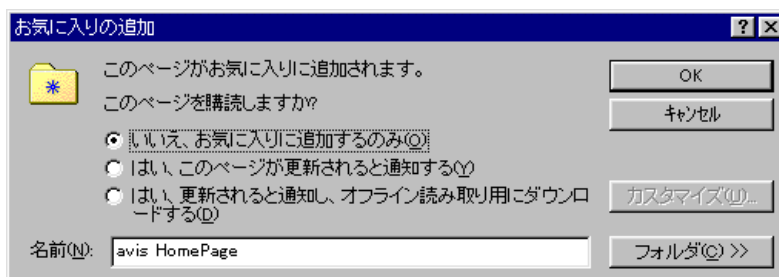 お気に入りの追加
このページがお気に入りに追加されます。
OK
このページを購読しますか?
キャンセル
いいえ、お気に入りに追加するのみ(O)
はい、このページが更新されると通知する(Y)
はい、更新されると通知し、オフライン読み取り用にダウンロ
ードする(D)
カスタマイズ(U)...
名前(N):
avis HomePage
フォルダ(C) >>